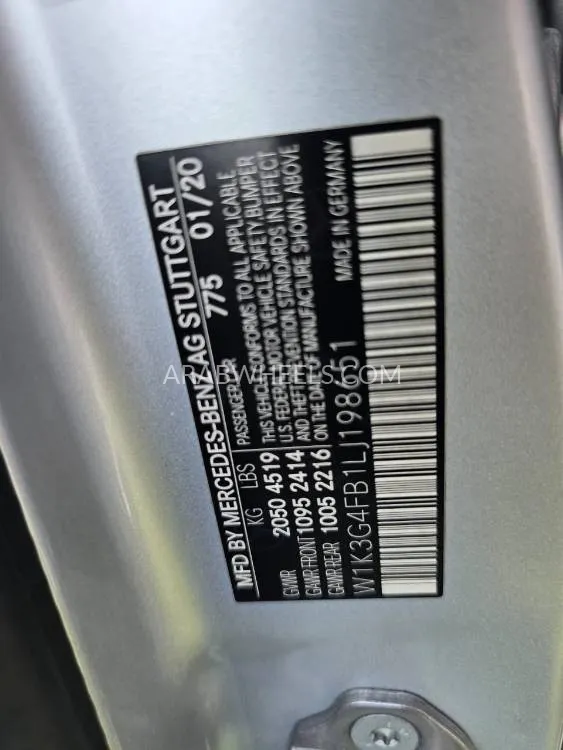 MFD BY MERCEDES-BENZ AG STUTTGART
KG LBS 775 01/20
GVWR 2050 4519
GAWR FRONT 1095 2414
GAWR REAR 1005 2216
PASSENGER CAR
THIS VEHICLE CONFORMS TO ALL APPLICABLE
U.S. FEDERAL MOTOR VEHICLE SAFETY BUMPER
AND THEFT PREVENTION STANDARDS IN EFFECT
ON THE DATE OF MANUFACTURE SHOWN ABOVE
W1K3G4FB1LJ198651 MADE IN GERMANY
ARABWHEELS.COM